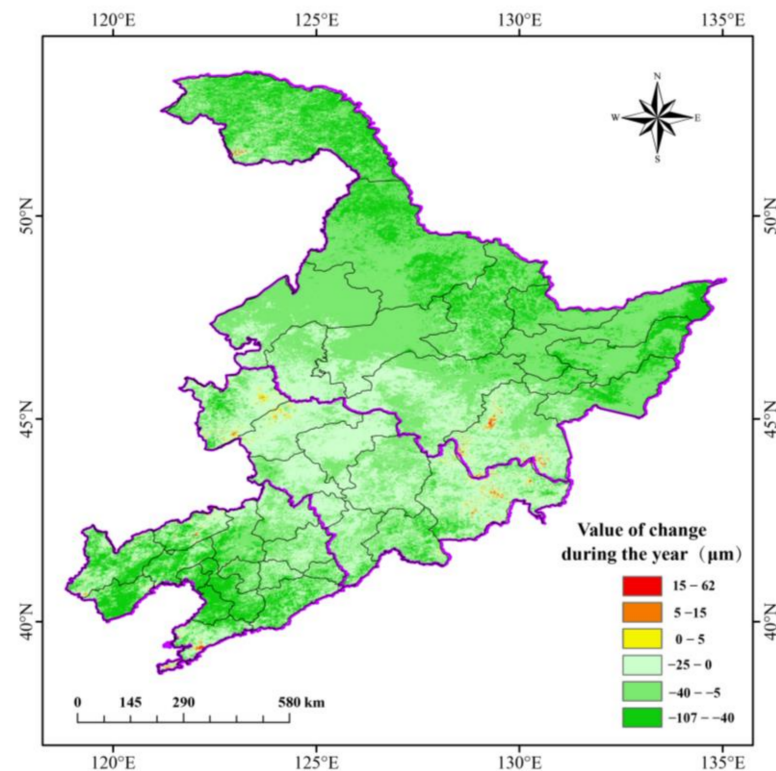 120°E 125°E 130°E 135°E
N
W E
S
50°N 50°N
45°N 45°N
40°N 40°N
Value of change
during the year（μm）
15 – 62
5 –15
0 – 5
–25 – 0
–40 – –5
–107 – –40
0 145 290 580 km
120°E 125°E 130°E 135°E